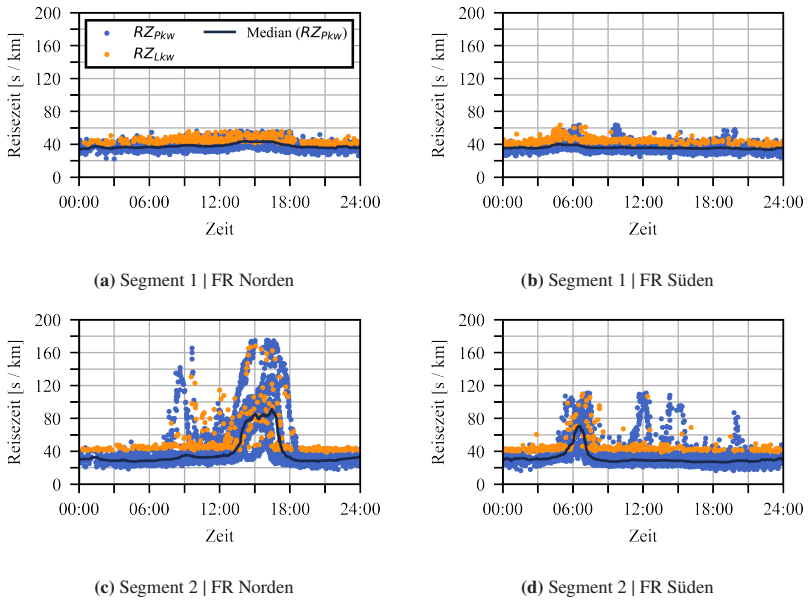 200
160
120
80
40
0
Reisezeit [s / km]
RZ_Pkw
RZ_Lkw
Median (RZ_Pkw)
00:00 06:00 12:00 18:00 24:00
Zeit
(a) Segment 1 | FR Norden
200
160
120
80
40
0
Reisezeit [s / km]
00:00 06:00 12:00 18:00 24:00
Zeit
(b) Segment 1 | FR Süden
200
160
120
80
40
0
Reisezeit [s / km]
00:00 06:00 12:00 18:00 24:00
Zeit
(c) Segment 2 | FR Norden
200
160
120
80
40
0
Reisezeit [s / km]
00:00 06:00 12:00 18:00 24:00
Zeit
(d) Segment 2 | FR Süden